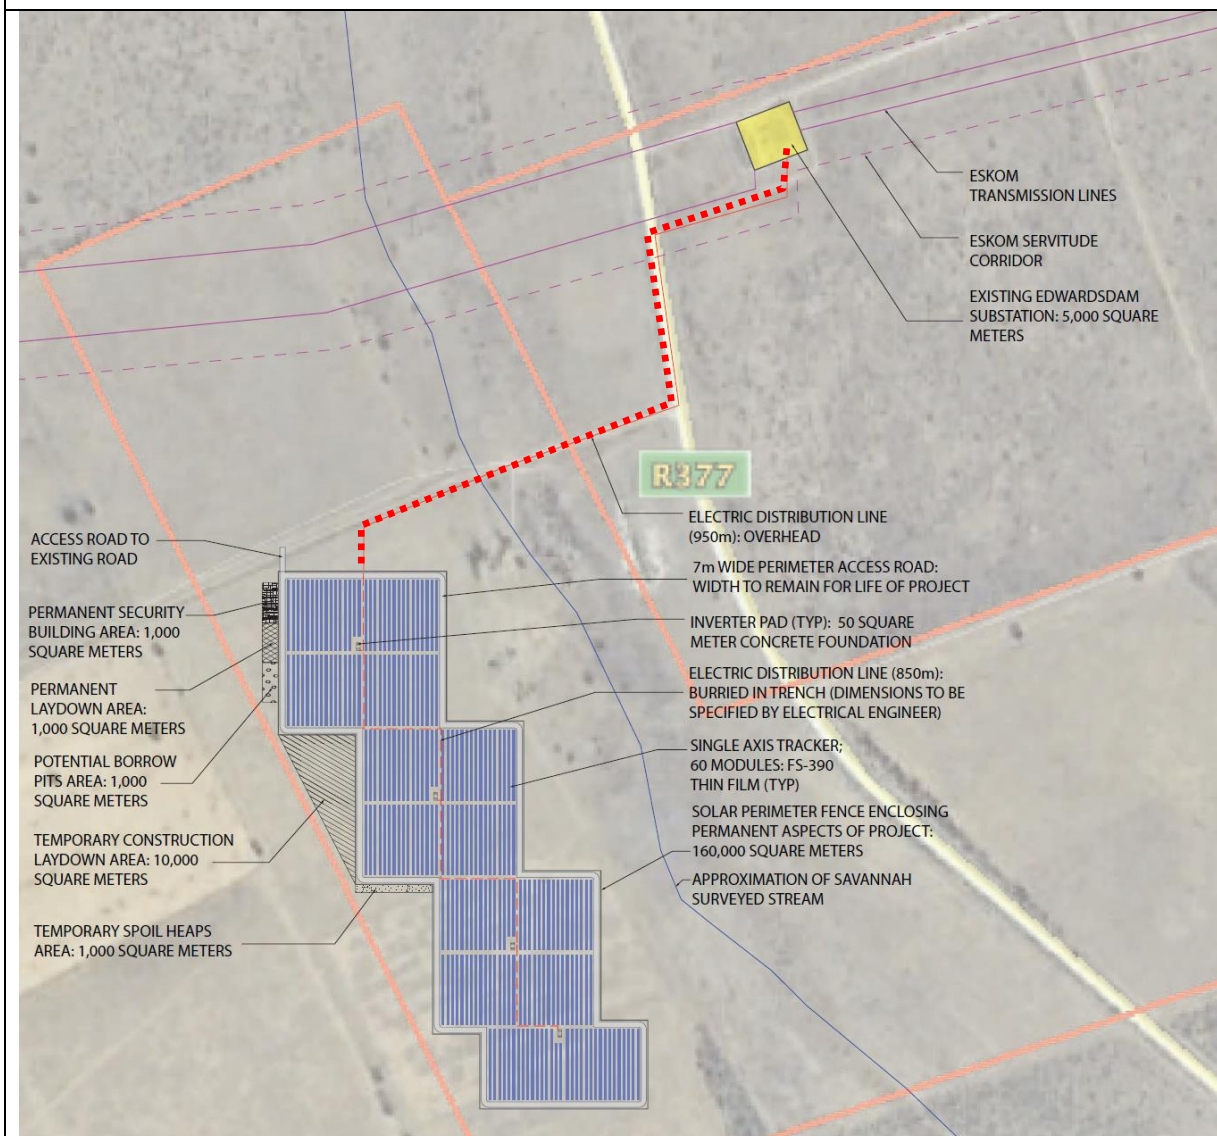 ESKOM
TRANSMISSION LINES
ESKOM SERVITUDE
CORRIDOR
EXISTING EDWARDSDAM
SUBSTATION: 5,000 SQUARE
METERS
R377
ELECTRIC DISTRIBUTION LINE
(950m): OVERHEAD
7m WIDE PERIMETER ACCESS ROAD:
WIDTH TO REMAIN FOR LIFE OF PROJECT
INVERTER PAD (TYP): 50 SQUARE
METER CONCRETE FOUNDATION
ELECTRIC DISTRIBUTION LINE (850m):
BURRIED IN TRENCH (DIMENSIONS TO BE
SPECIFIED BY ELECTRICAL ENGINEER)
SINGLE AXIS TRACKER;
60 MODULES: FS-390
THIN FILM (TYP)
SOLAR PERIMETER FENCE ENCLOSING
PERMANENT ASPECTS OF PROJECT:
160,000 SQUARE METERS
APPROXIMATION OF SAVANNAH
SURVEYED STREAM
ACCESS ROAD TO
EXISTING ROAD
PERMANENT SECURITY
BUILDING AREA: 1,000
SQUARE METERS
PERMANENT
LAYDOWN AREA:
1,000 SQUARE METERS
POTENTIAL BORROW
PITS AREA: 1,000
SQUARE METERS
TEMPORARY CONSTRUCTION
LAYDOWN AREA: 10,000
SQUARE METERS
TEMPORARY SPOIL HEAPS
AREA: 1,000 SQUARE METERS